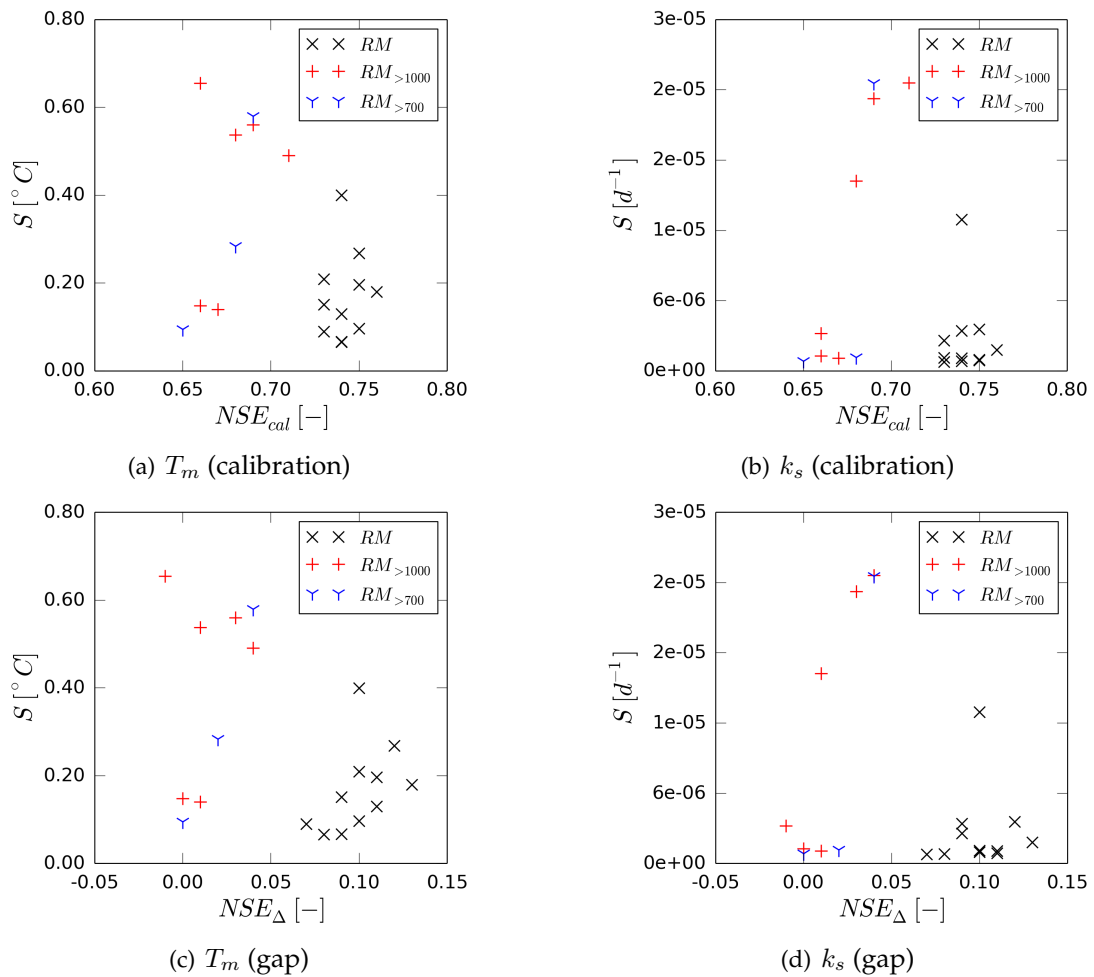 0.80
0.60
0.40
0.20
0.00
S [°C]
0.60 0.65 0.70 0.75 0.80
NSE_cal [−]
RM
RM_>1000
RM_>700
(a) T_m (calibration)
3e-05
2e-05
2e-05
1e-05
6e-06
0e+00
S [d^−1]
0.60 0.65 0.70 0.75 0.80
NSE_cal [−]
RM
RM_>1000
RM_>700
(b) k_s (calibration)
0.80
0.60
0.40
0.20
0.00
S [°C]
-0.05 0.00 0.05 0.10 0.15
NSE_Δ [−]
RM
RM_>1000
RM_>700
(c) T_m (gap)
3e-05
2e-05
2e-05
1e-05
6e-06
0e+00
S [d^−1]
-0.05 0.00 0.05 0.10 0.15
NSE_Δ [−]
RM
RM_>1000
RM_>700
(d) k_s (gap)